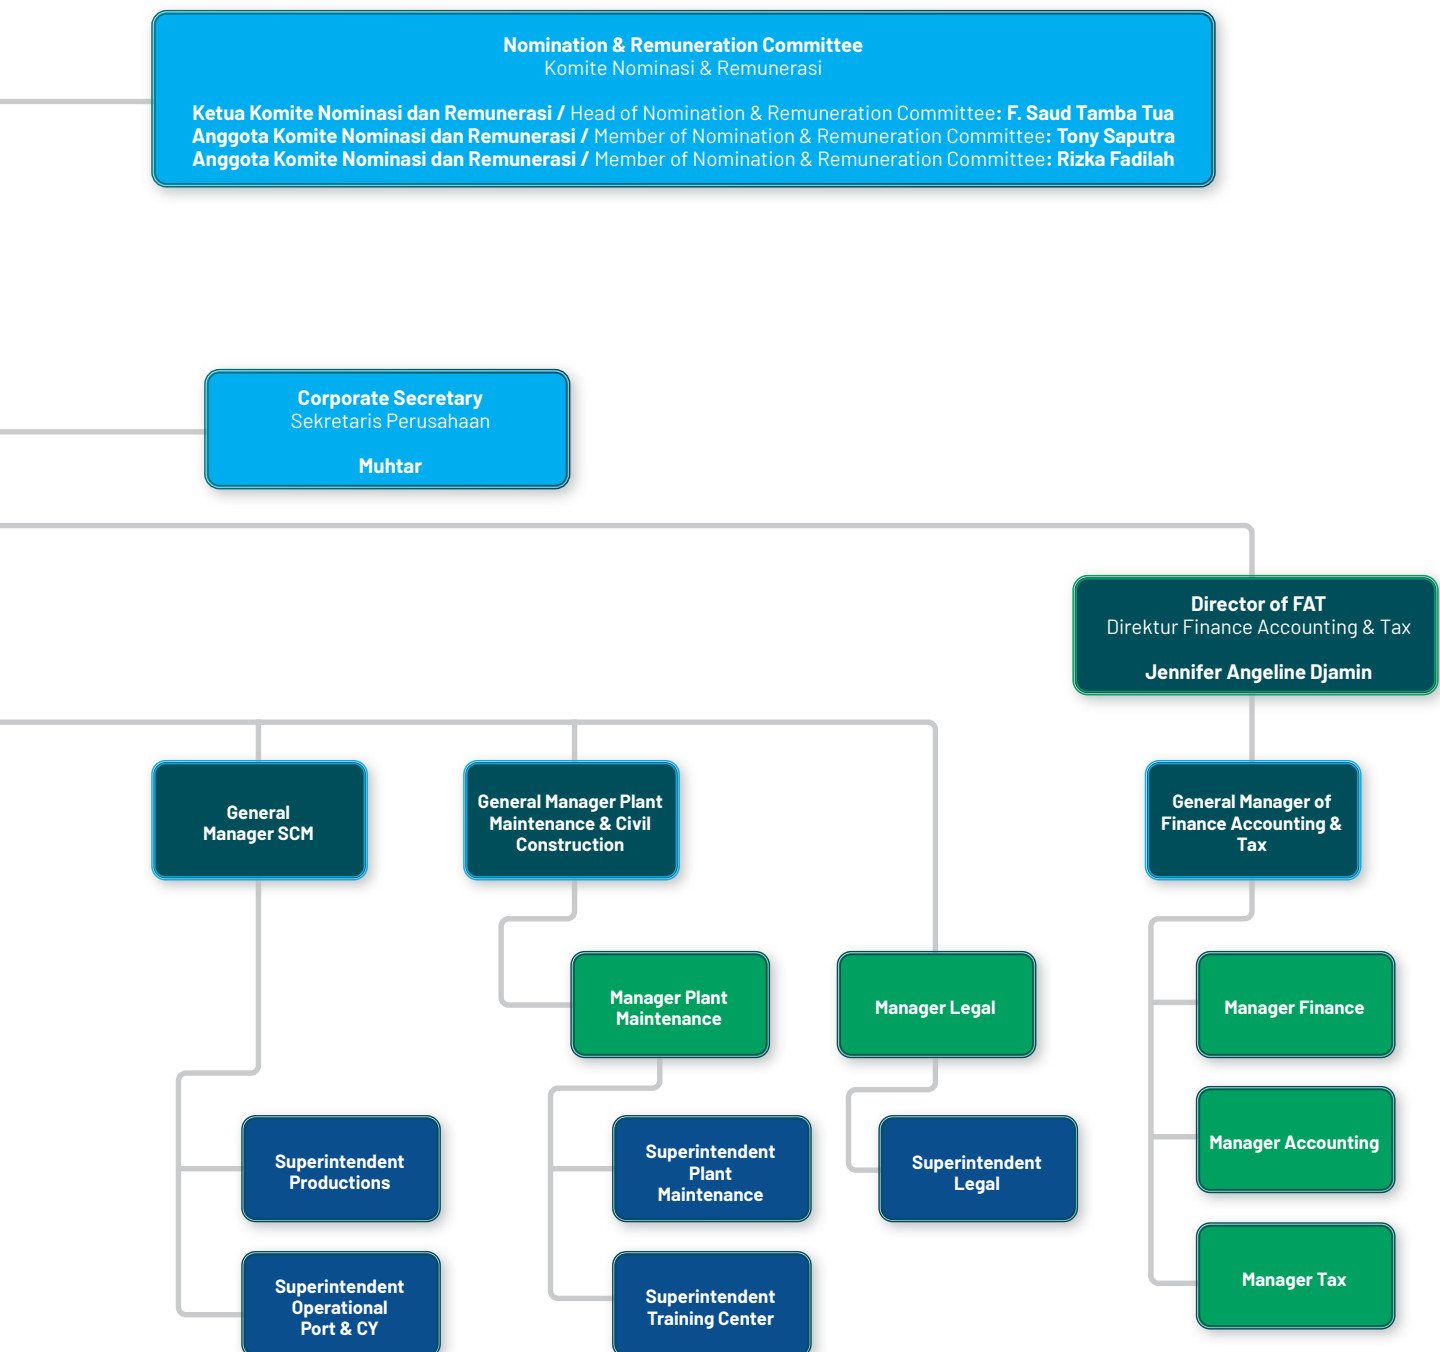 Nomination & Remuneration Committee
Komite Nominasi & Remunerasi
Ketua Komite Nominasi dan Remunerasi / Head of Nomination & Remuneration Committee: F. Saud Tamba Tua
Anggota Komite Nominasi dan Remunerasi / Member of Nomination & Remuneration Committee: Tony Saputra
Anggota Komite Nominasi dan Remunerasi / Member of Nomination & Remuneration Committee: Rizka Fadilah
Corporate Secretary
Sekretaris Perusahaan
Muhtar
Director of FAT
Direktur Finance Accounting & Tax
Jennifer Angeline Djamin
General
Manager SCM
General Manager Plant
Maintenance & Civil
Construction
General Manager of
Finance Accounting &
Tax
Manager Plant
Maintenance
Manager Legal
Manager Finance
Manager Accounting
Manager Tax
Superintendent
Productions
Superintendent
Plant
Maintenance
Superintendent
Legal
Superintendent
Operational
Port & CY
Superintendent
Training Center